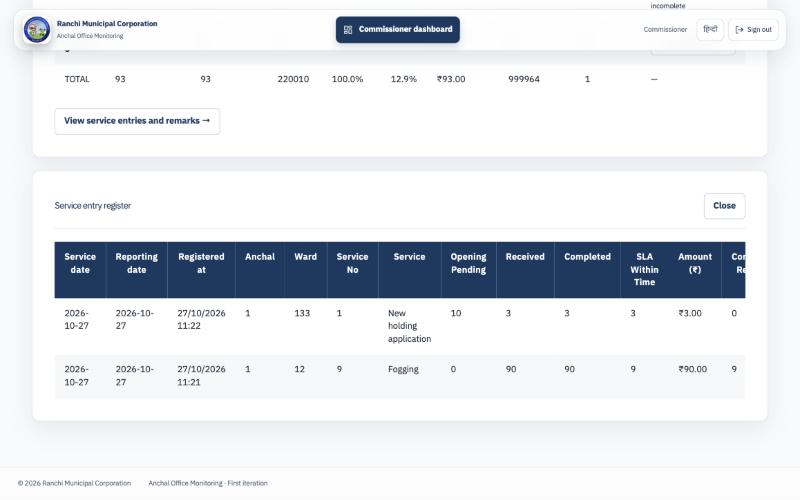 incomplete
Ranchi Municipal Corporation
Anchal Office Monitoring
Commissioner dashboard
Commissioner
हिन्दी
Sign out
TOTAL 93 93 220010 100.0% 12.9% ₹93.00 999964 1 —
View service entries and remarks →
Service entry register
Close
Service date Reporting date Registered at Anchal Ward Service No Service Opening Pending Received Completed SLA Within Time Amount (₹)
2026-10-27 2026-10-27 27/10/2026 11:22 1 133 1 New holding application 10 3 3 3 ₹3.00 0
2026-10-27 2026-10-27 27/10/2026 11:21 1 12 9 Fogging 0 90 90 9 ₹90.00 9
© 2026 Ranchi Municipal Corporation Anchal Office Monitoring · First iteration